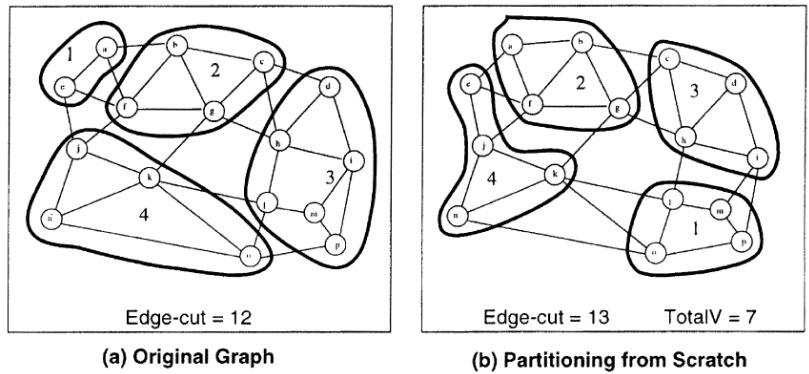 1
a
b
2
c
d
e
f
g
h
i
j
k
3
l
m
n
4
o
p
Edge-cut = 12
(a) Original Graph
a
b
c
3
d
e
2
f
g
h
i
j
k
4
l
m
n
1
o
p
Edge-cut = 13 TotalV = 7
(b) Partitioning from Scratch